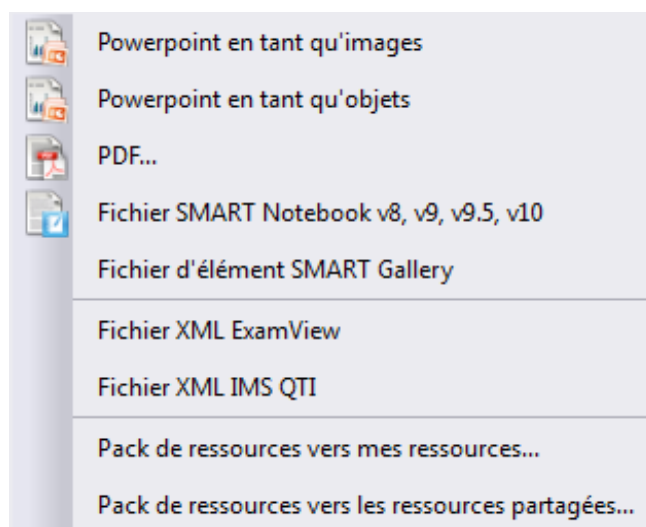 Powerpoint en tant qu'images
Powerpoint en tant qu'objets
PDF...
Fichier SMART Notebook v8, v9, v9.5, v10
Fichier d'élément SMART Gallery
Fichier XML ExamView
Fichier XML IMS QTI
Pack de ressources vers mes ressources...
Pack de ressources vers les ressources partagées...